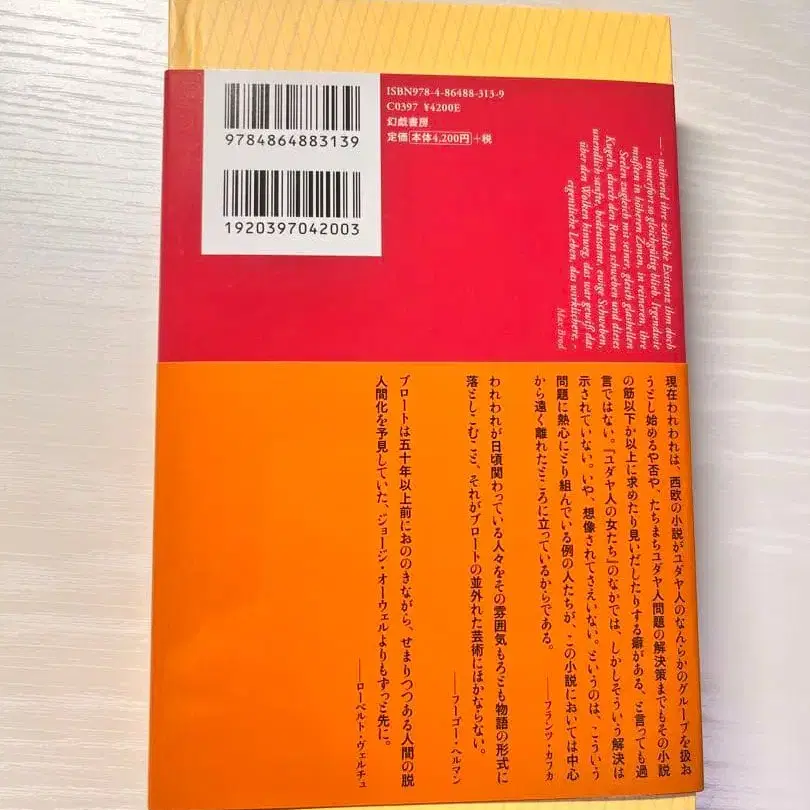 9784864883139
1920397042003
ISBN978-4-86488-313-9
C0397 ¥4200E
幻戯書房
定価 本体4,200円+税
— - während ihre zeitliche Existenz ihm doch
immerfort so gleichgültig blieb. Irgendwie
mußten in höheren Zonen, in reineren, ihre
Seelen zugleich mit seiner, gleich glashellen
Kugeln, durch den Raum schweben und dieses
unendlich sanfte, bedeutsame, ewige Schweben,
über den Wolken hinweg, das war gewiß das
eigentliche Leben, das wirklichere. -
Max Brod
現在われわれは、西欧の小説がユダヤ人のなんらかのグループを扱お
うとし始めるや否や、たちまちユダヤ人問題の解決策までもその小説
の筋以下か以上に求めたり見いだしたりする癖がある、と言っても過
言ではない。『ユダヤ人の女たち』のなかでは、しかしそういう解決は
示されていない。いや、想像されてさえいない。というのは、こういう
問題に熱心にとり組んでいる例の人たちが、この小説においては中心
から遠く離れたところに立っているからである。
——フランツ・カフカ
われわれが日頃関わっている人々をその雰囲気もろとも物語の形式に
落としこむこと、それがブロートの並外れた芸術にほかならない。
——フーゴー・ヘルマン
ブロートは五十年以上前におののきながら、せまりつつある人間の脱
人間化を予見していた、ジョージ・オーウェルよりもずっと先に。
——ローベルト・ヴェルチュ